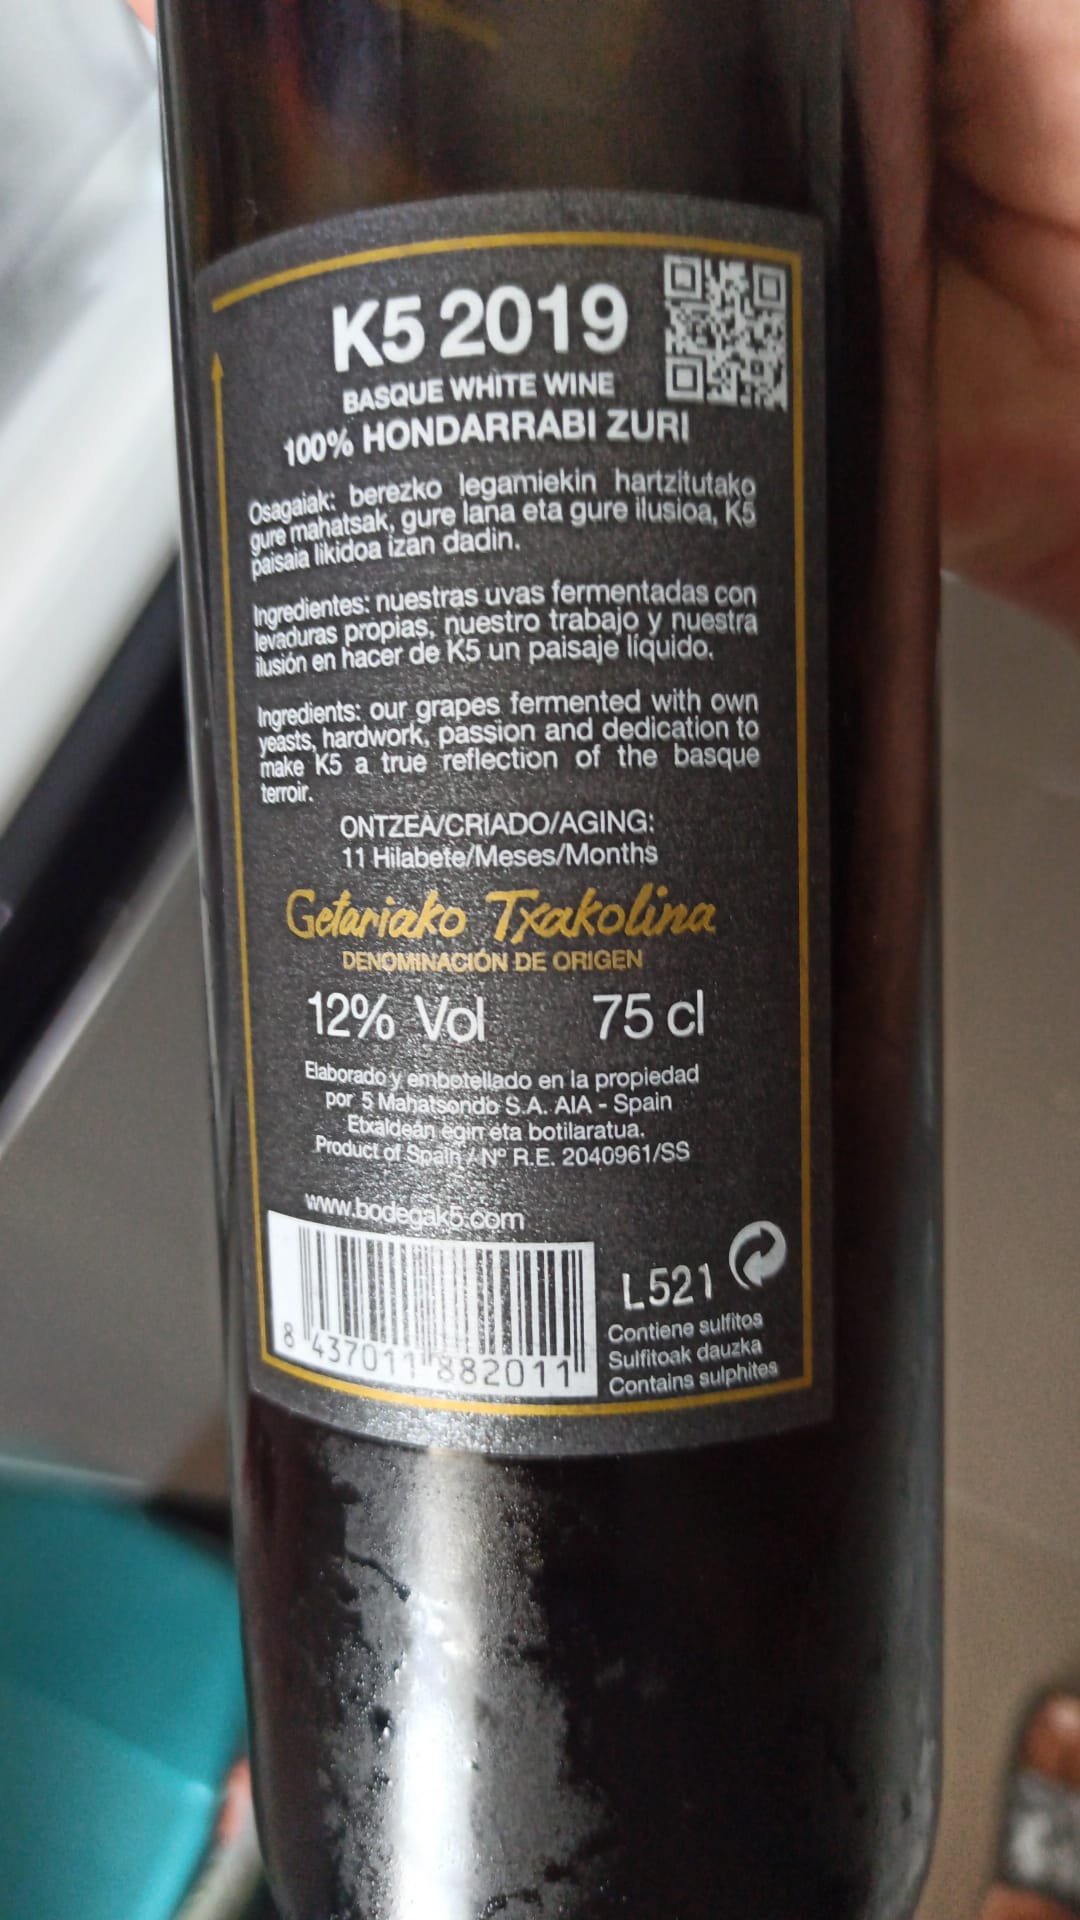 K5 2019
BASQUE WHITE WINE
100% HONDARRABI ZURI
Osagaiak: berezko legamiekin hartzitutako
gure mahatsak, gure lana eta gure ilusioa, K5
paisaia likidoa izan dadin.
Ingredientes: nuestras uvas fermentadas con
levaduras propias, nuestro trabajo y nuestra
ilusión en hacer de K5 un paisaje líquido.
Ingredients: our grapes fermented with own
yeasts, hardwork, passion and dedication to
make K5 a true reflection of the basque
terroir.
ONTZEA/CRIADO/AGING:
11 Hilabete/Meses/Months
Getariako Txakolina
DENOMINACIÓN DE ORIGEN
12% Vol 75 cl
Elaborado y embotellado en la propiedad
por 5 Mahatsondo S.A. AIA - Spain
Etxaldean egin eta botilaratua.
Product of Spain / Nº R.E. 2040961/SS
www.bodegak5.com
8 437011 882011
L521
Contiene sulfitos
Sulfitoak dauzka
Contains sulphites